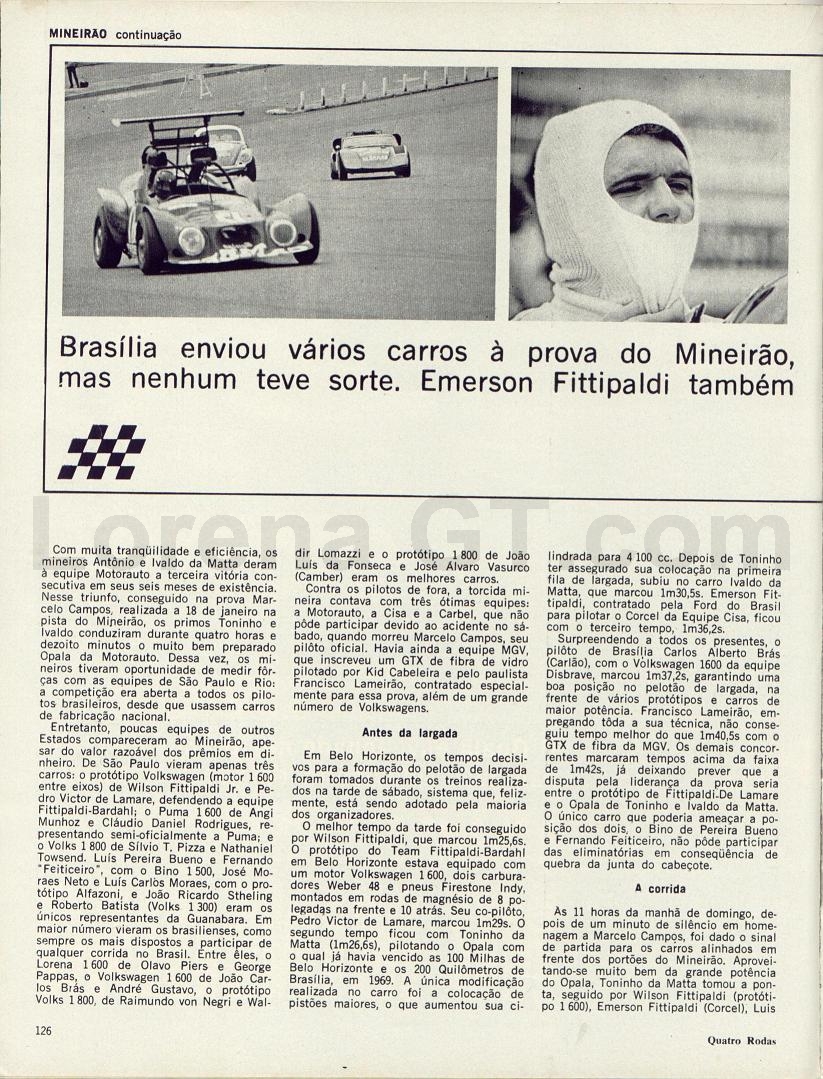 MINEIRÃO continuação
Brasília enviou vários carros à prova do Mineirão,
mas nenhum teve sorte. Emerson Fittipaldi também
Lorena GT.com
Com muita tranqüilidade e eficiência, os
mineiros Antônio e Ivaldo da Matta deram
à equipe Motorauto a terceira vitória con-
secutiva em seus seis meses de existência.
Nesse triunfo, conseguido na prova Mar-
celo Campos, realizada a 18 de janeiro na
pista do Mineirão, os primos Toninho e
Ivaldo conduziram durante quatro horas e
dezoito minutos o muito bem preparado
Opala da Motorauto. Dessa vez, os mi-
neiros tiveram oportunidade de medir fôr-
ças com as equipes de São Paulo e Rio:
a competição era aberta a todos os pilo-
tos brasileiros, desde que usassem carros
de fabricação nacional.
Entretanto, poucas equipes de outros
Estados compareceram ao Mineirão, ape-
sar do valor razoável dos prêmios em di-
nheiro. De São Paulo vieram apenas três
carros: o protótipo Volkswagen (motor 1 600
entre eixos) de Wilson Fittipaldi Jr. e Pe-
dro Victor de Lamare, defendendo a equipe
Fittipaldi-Bardahl; o Puma 1 600 de Angi
Munhoz e Cláudio Daniel Rodrigues, re-
presentando semi-oficialmente a Puma; e
o Volks 1 800 de Sílvio T. Pizza e Nathaniel
Towsend. Luís Pereira Bueno e Fernando
"Feiticeiro", com o Bino 1 500, José Mo-
raes Neto e Luís Carlos Moraes, com o pro-
tótipo Alfazoni, e João Ricardo Stheling
e Roberto Batista (Volks 1 300) eram os
únicos representantes da Guanabara. Em
maior número vieram os brasilienses, como
sempre os mais dispostos a participar de
qualquer corrida no Brasil. Entre êles, o
Lorena 1 600 de Olavo Piers e George
Pappas, o Volkswagen 1 600 de João Car-
los Brás e André Gustavo, o protótipo
Volks 1 800, de Raimundo von Negri e Wal-
dir Lomazzi e o protótipo 1 800 de João
Luís da Fonseca e José Álvaro Vasurco
(Camber) eram os melhores carros.
Contra os pilotos de fora, a torcida mi-
neira contava com três ótimas equipes:
a Motorauto, a Cisa e a Carbel, que não
pôde participar devido ao acidente no sá-
bado, quando morreu Marcelo Campos, seu
pilôto oficial. Havia ainda a equipe MGV,
que inscreveu um GTX de fibra de vidro
pilotado por Kid Cabeleira e pelo paulista
Francisco Lameirão, contratado especial-
mente para essa prova, além de um grande
número de Volkswagens.
Antes da largada
Em Belo Horizonte, os tempos decisi-
vos para a formação do pelotão de largada
foram tomados durante os treinos realiza-
dos na tarde de sábado, sistema que, feliz-
mente, está sendo adotado pela maioria
dos organizadores.
O melhor tempo da tarde foi conseguido
por Wilson Fittipaldi, que marcou 1m25,6s.
O protótipo do Team Fittipaldi-Bardahl
em Belo Horizonte estava equipado com
um motor Volkswagen 1 600, dois carbura-
dores Weber 48 e pneus Firestone Indy,
montados em rodas de magnésio de 8 po-
legadas na frente e 10 atrás. Seu co-pilôto,
Pedro Victor de Lamare, marcou 1m29s. O
segundo tempo ficou com Toninho da
Matta (1m26,6s), pilotando o Opala com
o qual já havia vencido as 100 Milhas de
Belo Horizonte e os 200 Quilômetros de
Brasília, em 1969. A única modificação
realizada no carro foi a colocação de
pistões maiores, o que aumentou sua ci-
lindrada para 4 100 cc. Depois de Toninho
ter assegurado sua colocação na primeira
fila de largada, subiu no carro Ivaldo da
Matta, que marcou 1m30,5s. Emerson Fit-
tipaldi, contratado pela Ford do Brasil
para pilotar o Corcel da Equipe Cisa, ficou
com o terceiro tempo, 1m36,2s.
Surpreendendo a todos os presentes, o
pilôto de Brasília Carlos Alberto Brás
(Carlão), com o Volkswagen 1600 da equipe
Disbrave, marcou 1m37,2s, garantindo uma
boa posição no pelotão de largada, na
frente de vários protótipos e carros de
maior potência. Francisco Lameirão, em-
pregando tôda a sua técnica, não conse-
guiu tempo melhor do que 1m40,5s com o
GTX de fibra da MGV. Os demais concor-
rentes marcaram tempos acima da faixa
de 1m42s, já deixando prever que a
disputa pela liderança da prova seria
entre o protótipo de Fittipaldi-De Lamare
e o Opala de Toninho e Ivaldo da Matta.
O único carro que poderia ameaçar a po-
sição dos dois, o Bino de Pereira Bueno
e Fernando Feiticeiro, não pôde participar
das eliminatórias em conseqüência de
quebra da junta do cabeçote.
A corrida
Às 11 horas da manhã de domingo, de-
pois de um minuto de silêncio em home-
nagem a Marcelo Campos, foi dado o sinal
de partida para os carros alinhados em
frente dos portões do Mineirão. Aprovei-
tando-se muito bem da grande potência
do Opala, Toninho da Matta tomou a pon-
ta, seguido por Wilson Fittipaldi (protóti-
po 1 600), Emerson Fittipaldi (Corcel), Luis
126
Quatro Rodas